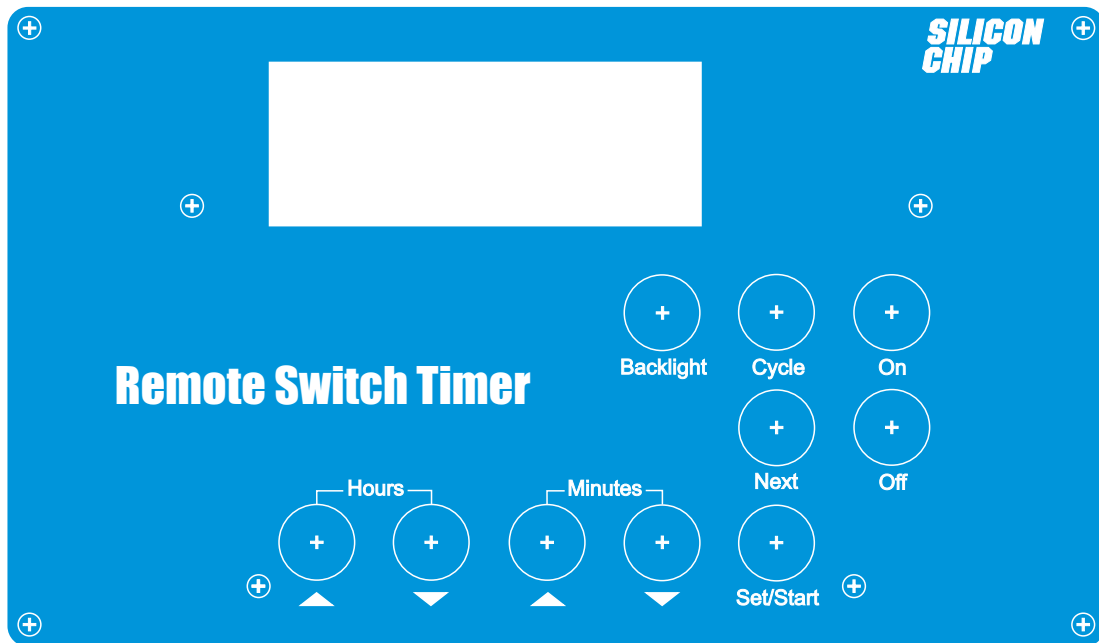 SILICON
CHIP
Backlight Cycle On
Remote Switch Timer
Next Off
Hours Minutes
Set/Start